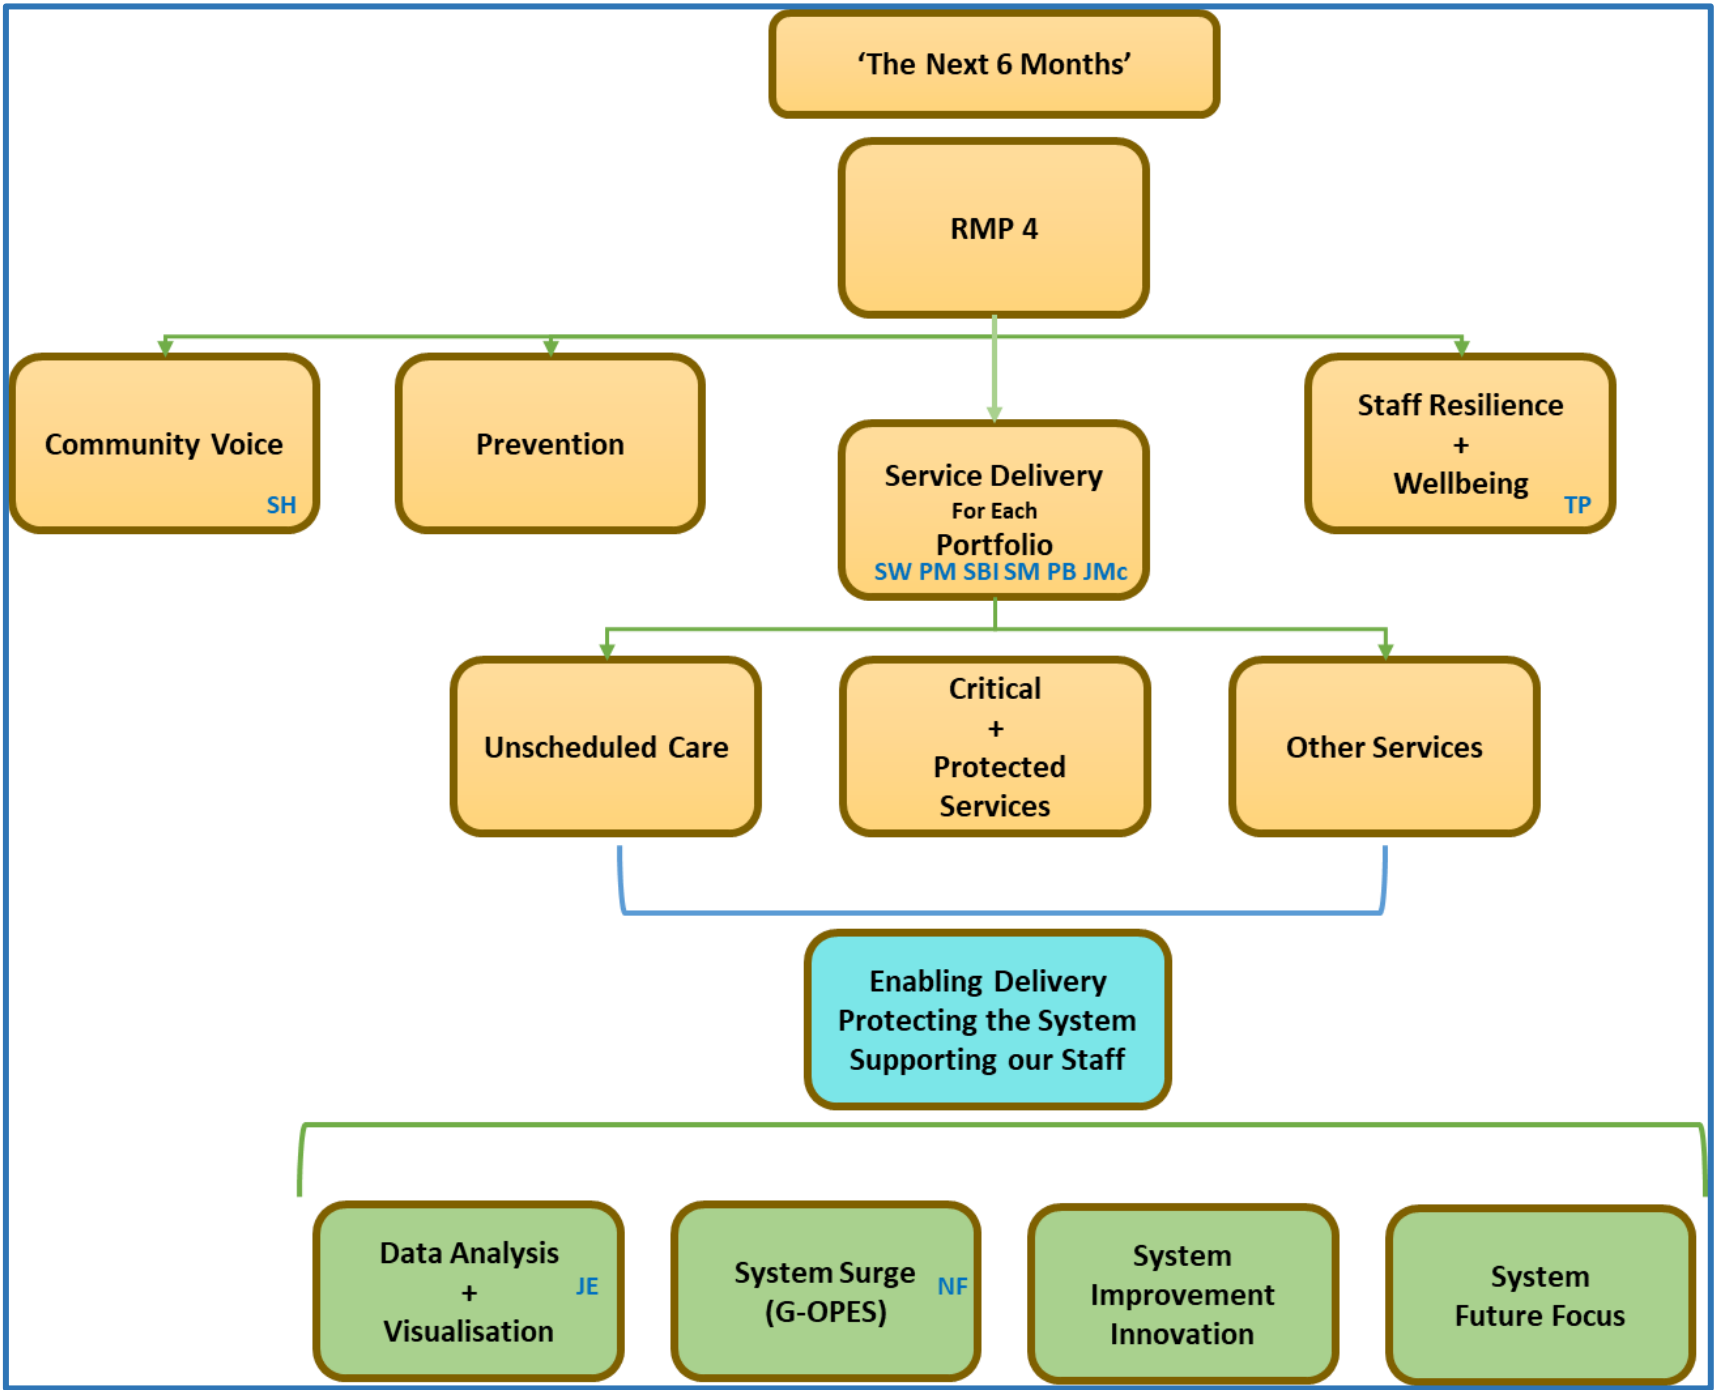 ‘The Next 6 Months’
RMP 4
Community Voice
SH
Prevention
Service Delivery
For Each
Portfolio
SW PM SBI SM PB JMc
Staff Resilience
+
Wellbeing
TP
Unscheduled Care
Critical
+
Protected
Services
Other Services
Enabling Delivery
Protecting the System
Supporting our Staff
Data Analysis
+
Visualisation
JE
System Surge
(G-OPES)
NF
System
Improvement
Innovation
System
Future Focus